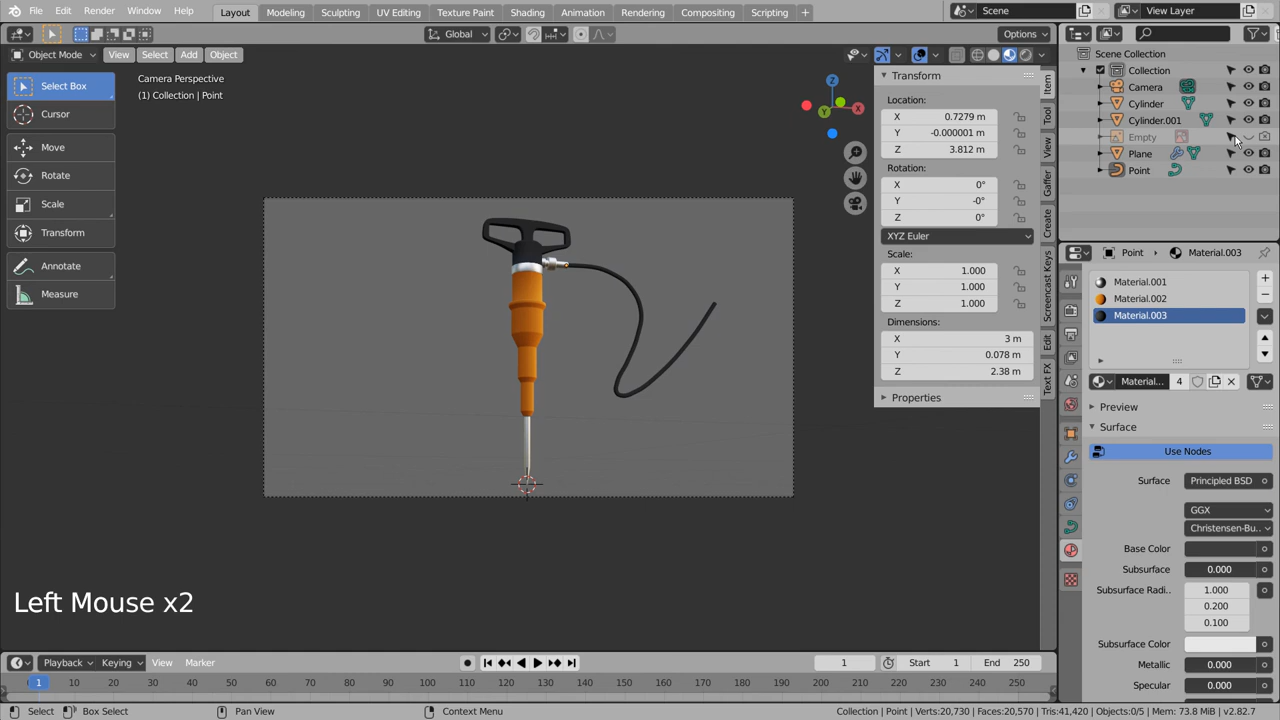 File Edit Render Window Help Layout Modeling Sculpting UV Editing Texture Paint Shading Animation Rendering Compositing Scripting + Scene View Layer
Global Options
Object Mode View Select Add Object
Select Box
Cursor
Move
Rotate
Scale
Transform
Annotate
Measure
Camera Perspective
(1) Collection | Point
Z
X
Y
Transform
Location:
X 0.7279 m
Y -0.000001 m
Z 3.812 m
Rotation:
X 0°
Y -0°
Z 0°
XYZ Euler
Scale:
X 1.000
Y 1.000
Z 1.000
Dimensions:
X 3 m
Y 0.078 m
Z 2.38 m
Properties
Item
Tool
View
Gaffer
Create
Screencast Keys
Edit
Text FX
Scene Collection
Collection
Camera
Cylinder
Cylinder.001
Empty
Plane
Point
Point Material.003
Material.001
Material.002
Material.003
Material... 4
Preview
Surface
Use Nodes
Surface Principled BSD
GGX
Christensen-Bu..
Base Color
Subsurface 0.000
Subsurface Radi.. 1.000
0.200
0.100
Subsurface Color
Metallic 0.000
Specular 0.000
Left Mouse x2
Playback Keying View Marker 1 Start 1 End 250
1 10 20 30 40 50 60 70 80 90 100 110 120 130 140 150 160 170 180 190 200 210 220 230 240 250
Select Box Select Pan View Context Menu Collection | Point | Verts:20,730 | Faces:20,570 | Tris:41,420 | Objects:0/5 | Mem: 73.8 MiB | v2.82.7